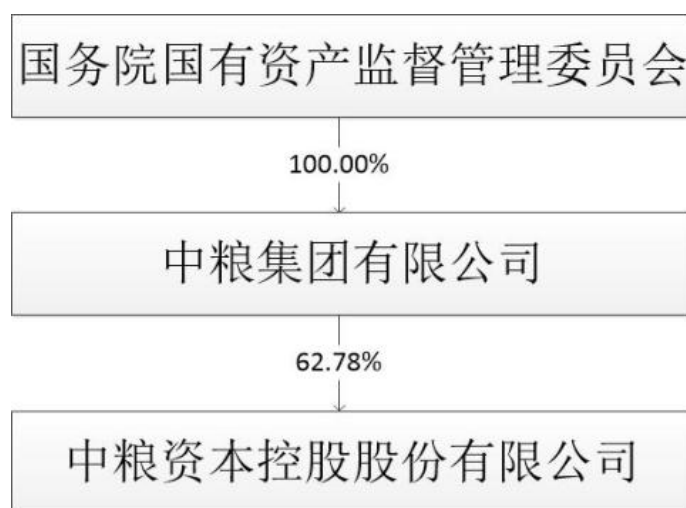 国务院国有资产监督管理委员会
100.00%
中粮集团有限公司
62.78%
中粮资本控股股份有限公司